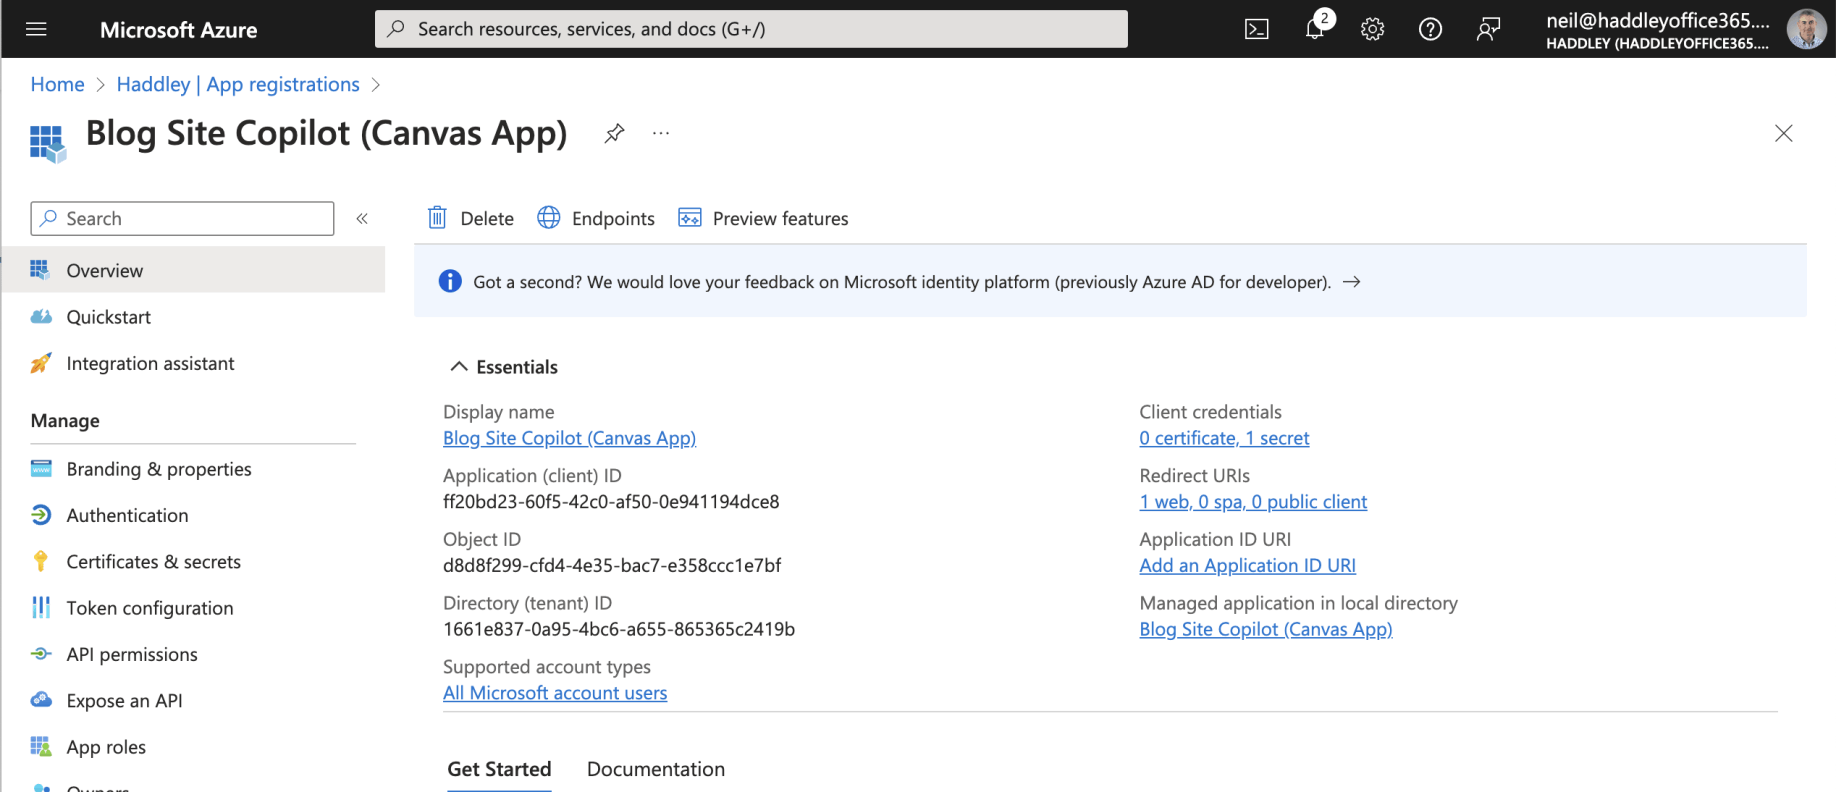 Microsoft Azure
Search resources, services, and docs (G+/)
2
neil@haddleyoffice365....
HADDLEY (HADDLEYOFFICE365....
Home > Haddley | App registrations >
Blog Site Copilot (Canvas App)
...
Search
«
Delete
Endpoints
Preview features
Overview
Got a second? We would love your feedback on Microsoft identity platform (previously Azure AD for developer). →
Quickstart
Integration assistant
Manage
Branding & properties
Authentication
Certificates & secrets
Token configuration
API permissions
Expose an API
App roles
Owners
Essentials
Display name
Blog Site Copilot (Canvas App)
Application (client) ID
ff20bd23-60f5-42c0-af50-0e941194dce8
Object ID
d8d8f299-cfd4-4e35-bac7-e358ccc1e7bf
Directory (tenant) ID
1661e837-0a95-4bc6-a655-865365c2419b
Supported account types
All Microsoft account users
Client credentials
0 certificate, 1 secret
Redirect URIs
1 web, 0 spa, 0 public client
Application ID URI
Add an Application ID URI
Managed application in local directory
Blog Site Copilot (Canvas App)
Get Started
Documentation